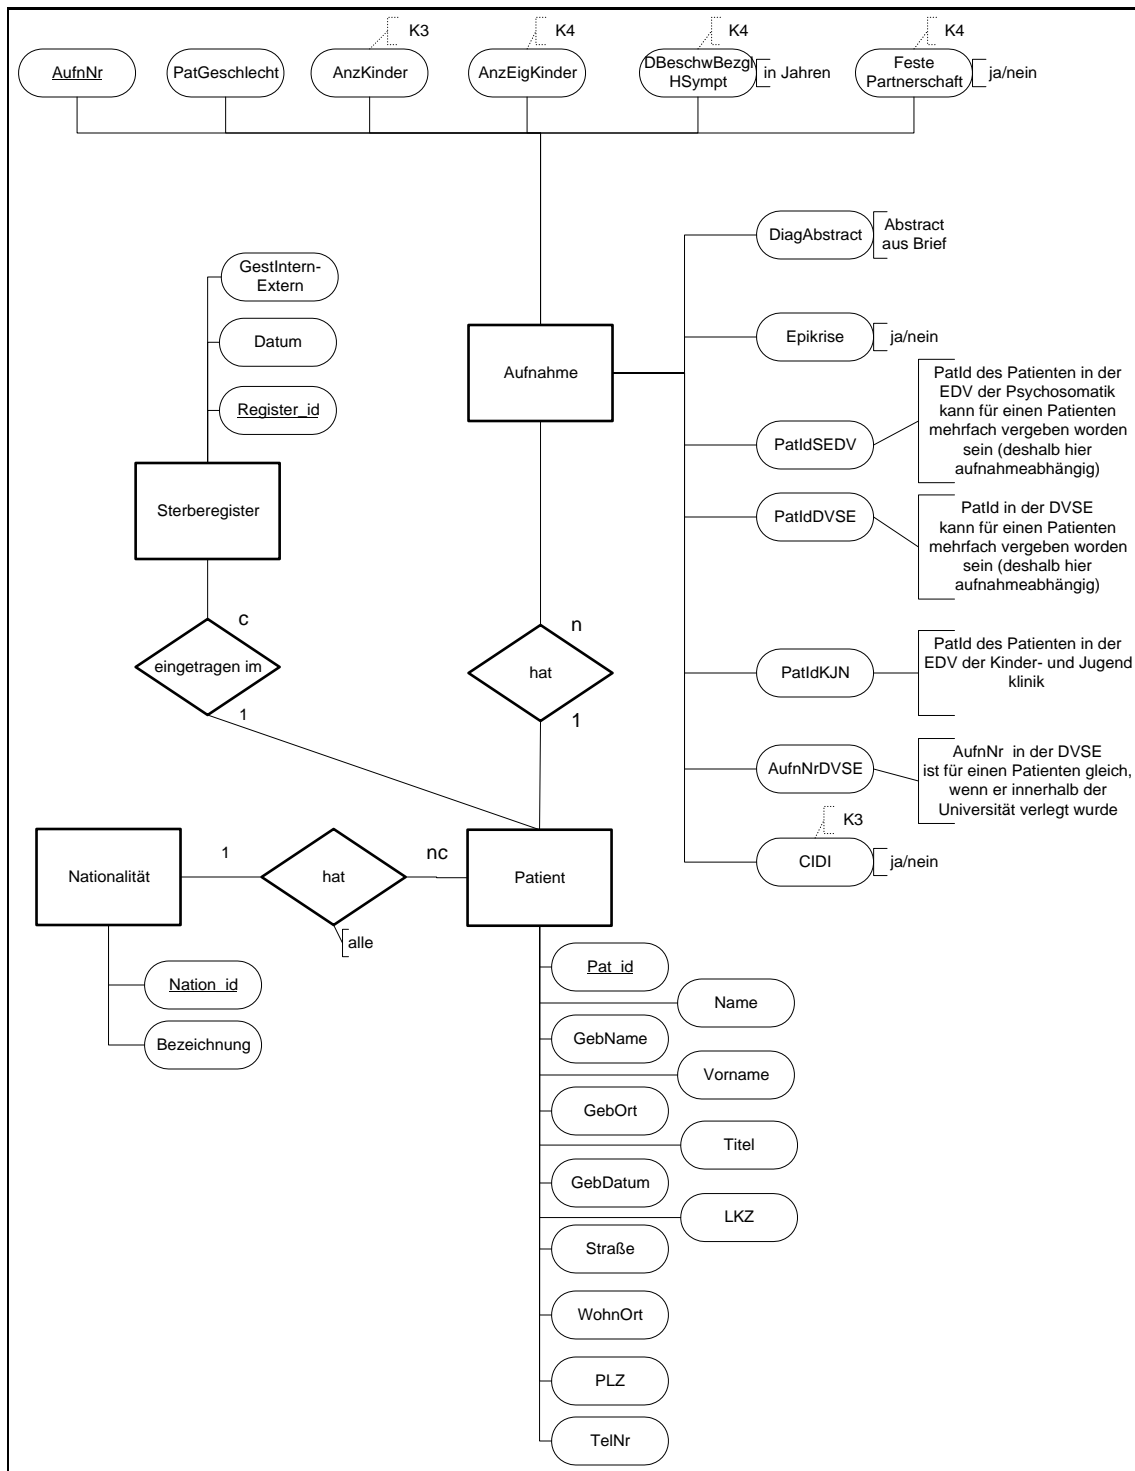 K3
K4
K4
K4
AufnNr
PatGeschlecht
AnzKinder
AnzEigKinder
DBeschwBezgl
HSympt
in Jahren
Feste
Partnerschaft
ja/nein
DiagAbstract
Abstract
aus Brief
GestIntern-
Extern
Datum
Register_id
Sterberegister
Aufnahme
Epikrise
ja/nein
PatIdSEDV
PatId des Patienten in der
EDV der Psychosomatik
kann für einen Patienten
mehrfach vergeben worden
sein (deshalb hier
aufnahmeabhängig)
PatIdDVSE
PatId in der DVSE
kann für einen Patienten
mehrfach vergeben worden
sein (deshalb hier
aufnahmeabhängig)
c
eingetragen im
1
n
hat
1
PatIdKJN
PatId des Patienten in der
EDV der Kinder- und Jugend
klinik
AufnNrDVSE
AufnNr in der DVSE
ist für einen Patienten gleich,
wenn er innerhalb der
Universität verlegt wurde
K3
CIDI
ja/nein
Nationalität
1
hat
nc
Patient
alle
Nation_id
Bezeichnung
Pat_id
Name
GebName
Vorname
GebOrt
Titel
GebDatum
LKZ
Straße
WohnOrt
PLZ
TelNr